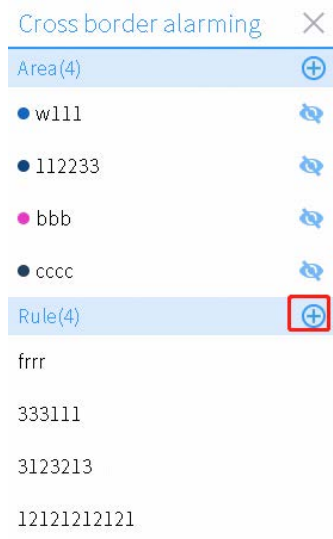 Cross border alarming
Area(4)
w111
112233
bbb
cccc
Rule(4)
frrr
333111
3123213
12121212121